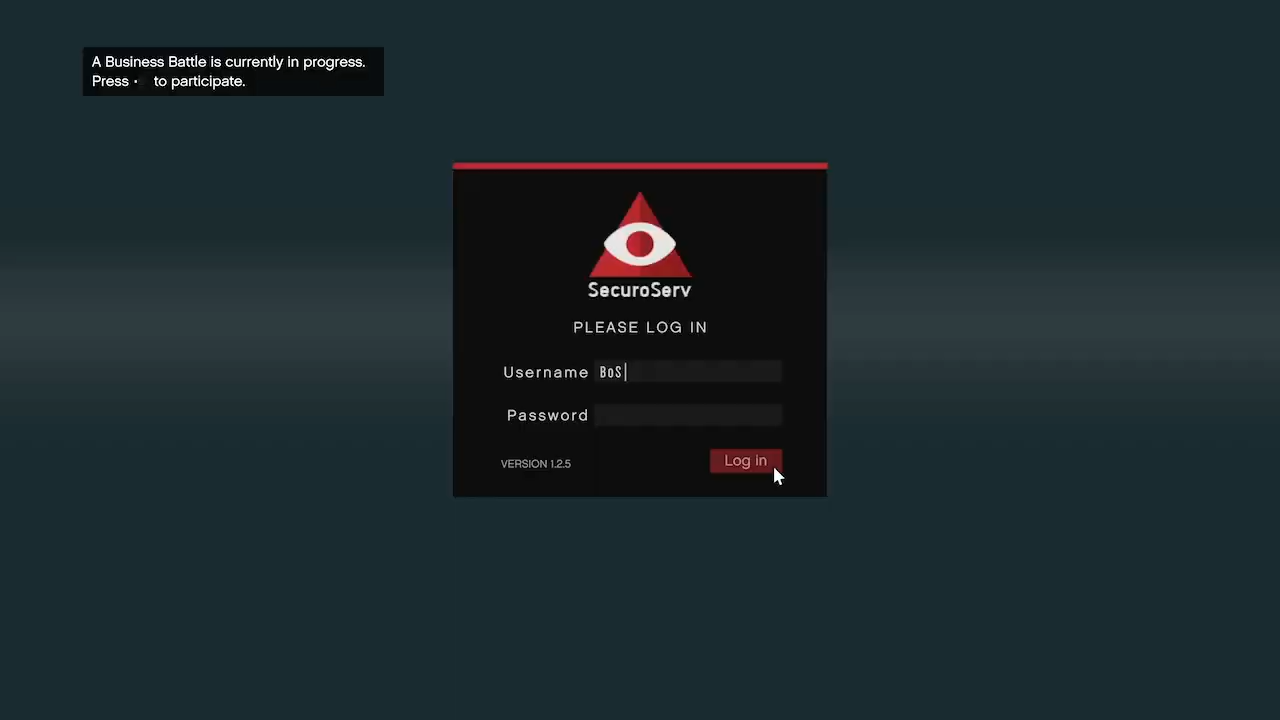 A Business Battle is currently in progress.
Press to participate.
SecuroServ
PLEASE LOG IN
Username BoS
Password
VERSION 1.2.5 Log in